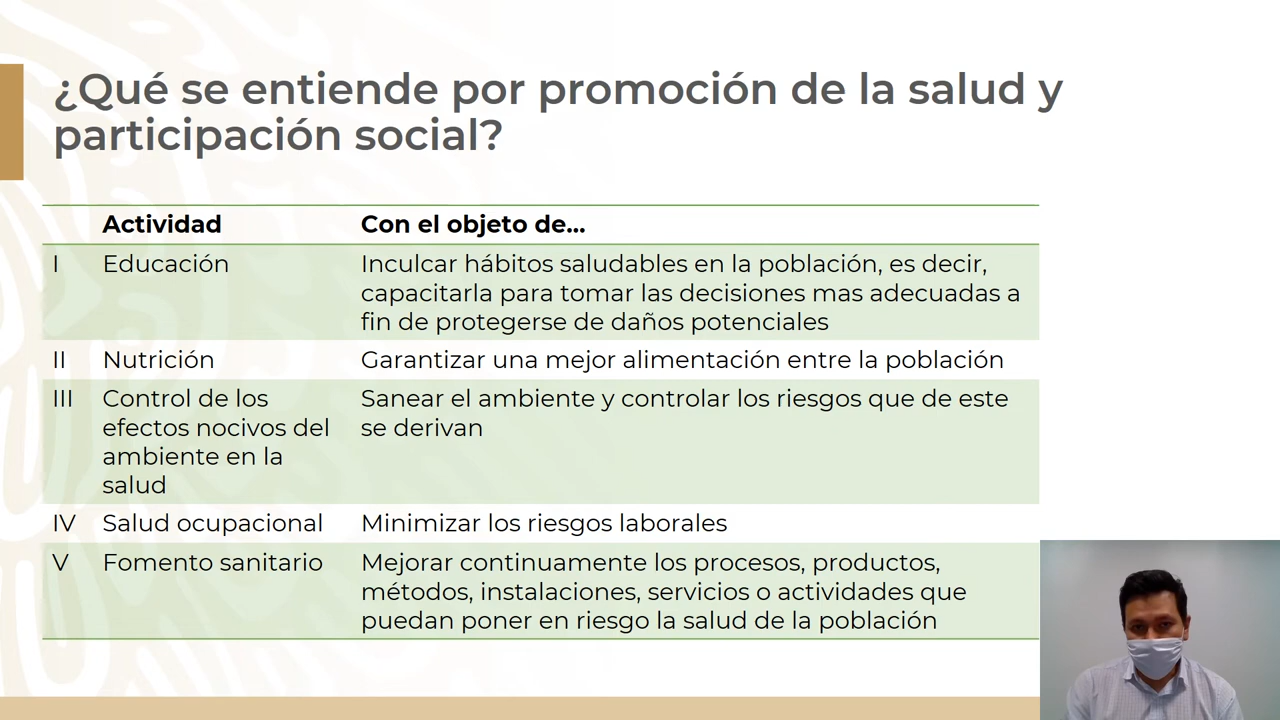 ¿Qué se entiende por promoción de la salud y
participación social?
Actividad
Con el objeto de...
I
Educación
Inculcar hábitos saludables en la población, es decir,
capacitarla para tomar las decisiones mas adecuadas a
fin de protegerse de daños potenciales
II
Nutrición
Garantizar una mejor alimentación entre la población
III
Control de los
efectos nocivos del
ambiente en la
salud
Sanear el ambiente y controlar los riesgos que de este
se derivan
IV
Salud ocupacional
Minimizar los riesgos laborales
V
Fomento sanitario
Mejorar continuamente los procesos, productos,
métodos, instalaciones, servicios o actividades que
puedan poner en riesgo la salud de la población